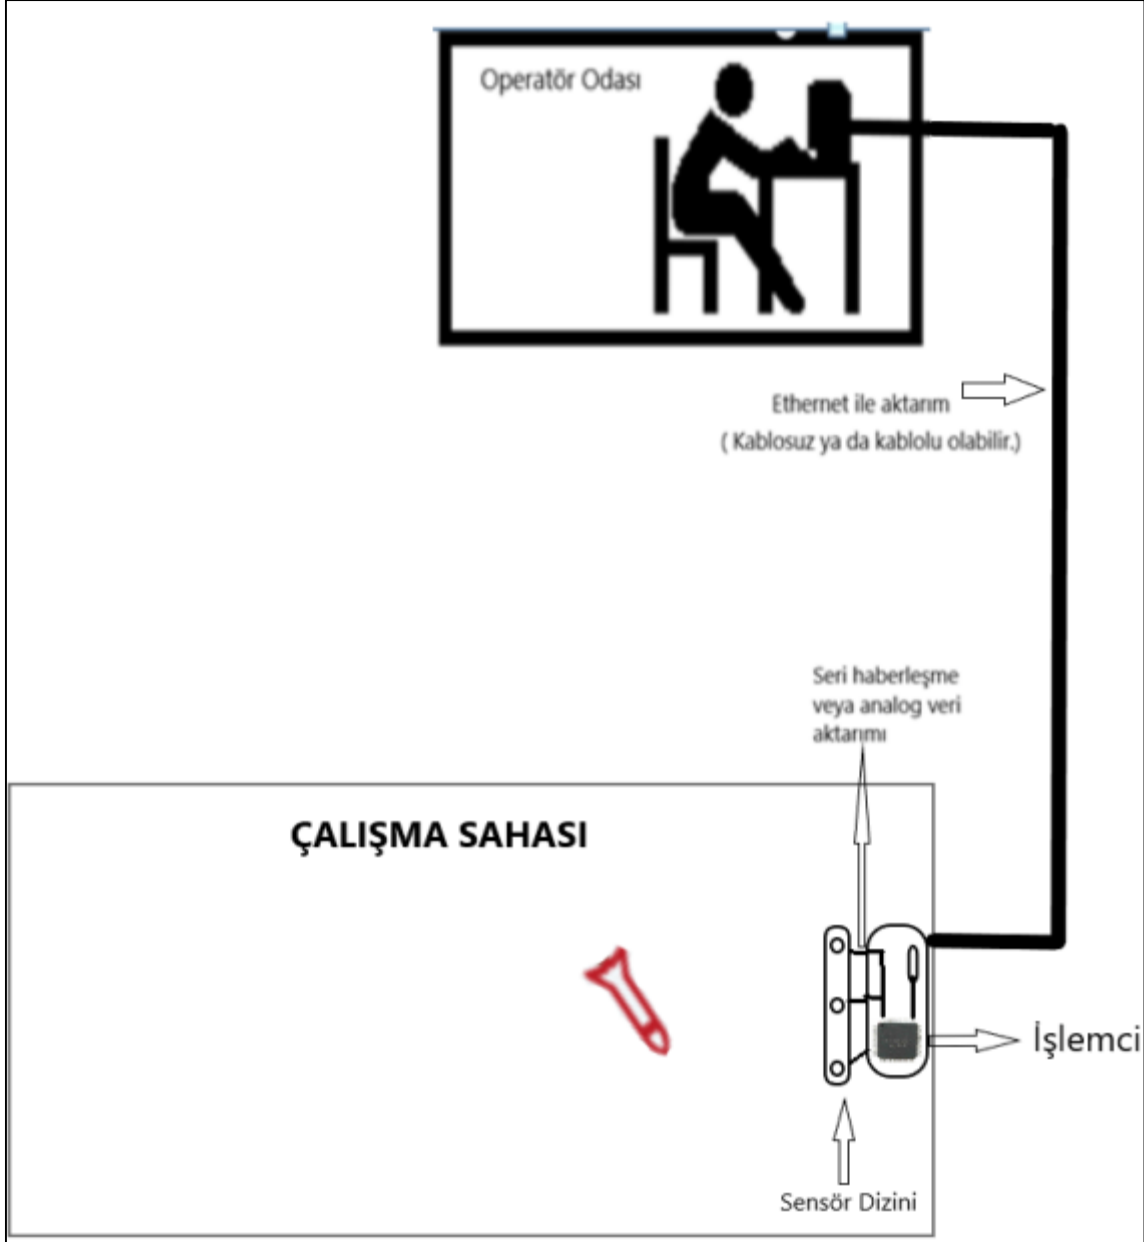 Operatör Odası
Ethernet ile aktarım
( Kablosuz ya da kablolu olabilir.)
Seri haberleşme
veya analog veri
aktarımı
ÇALIŞMA SAHASI
İşlemci
Sensör Dizini